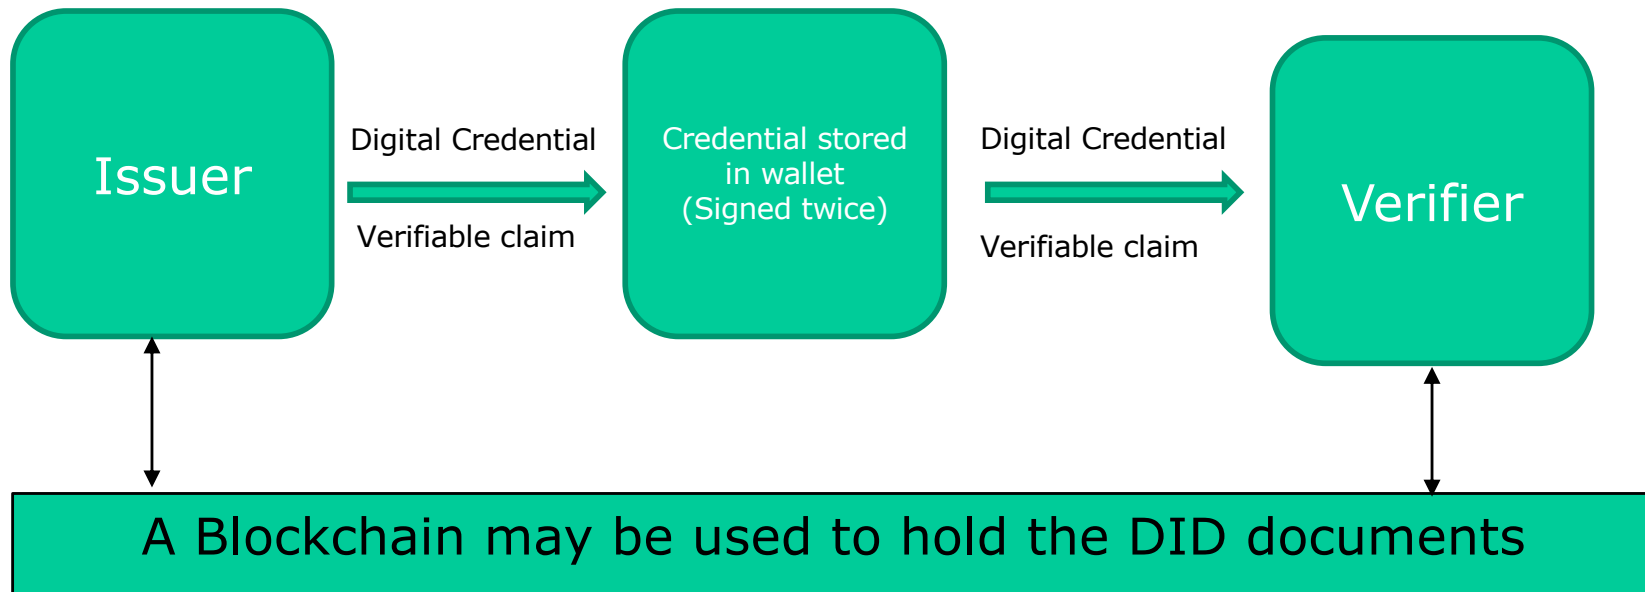 Issuer
Digital Credential
Verifiable claim
Credential stored
in wallet
(Signed twice)
Digital Credential
Verifiable claim
Verifier
A Blockchain may be used to hold the DID documents